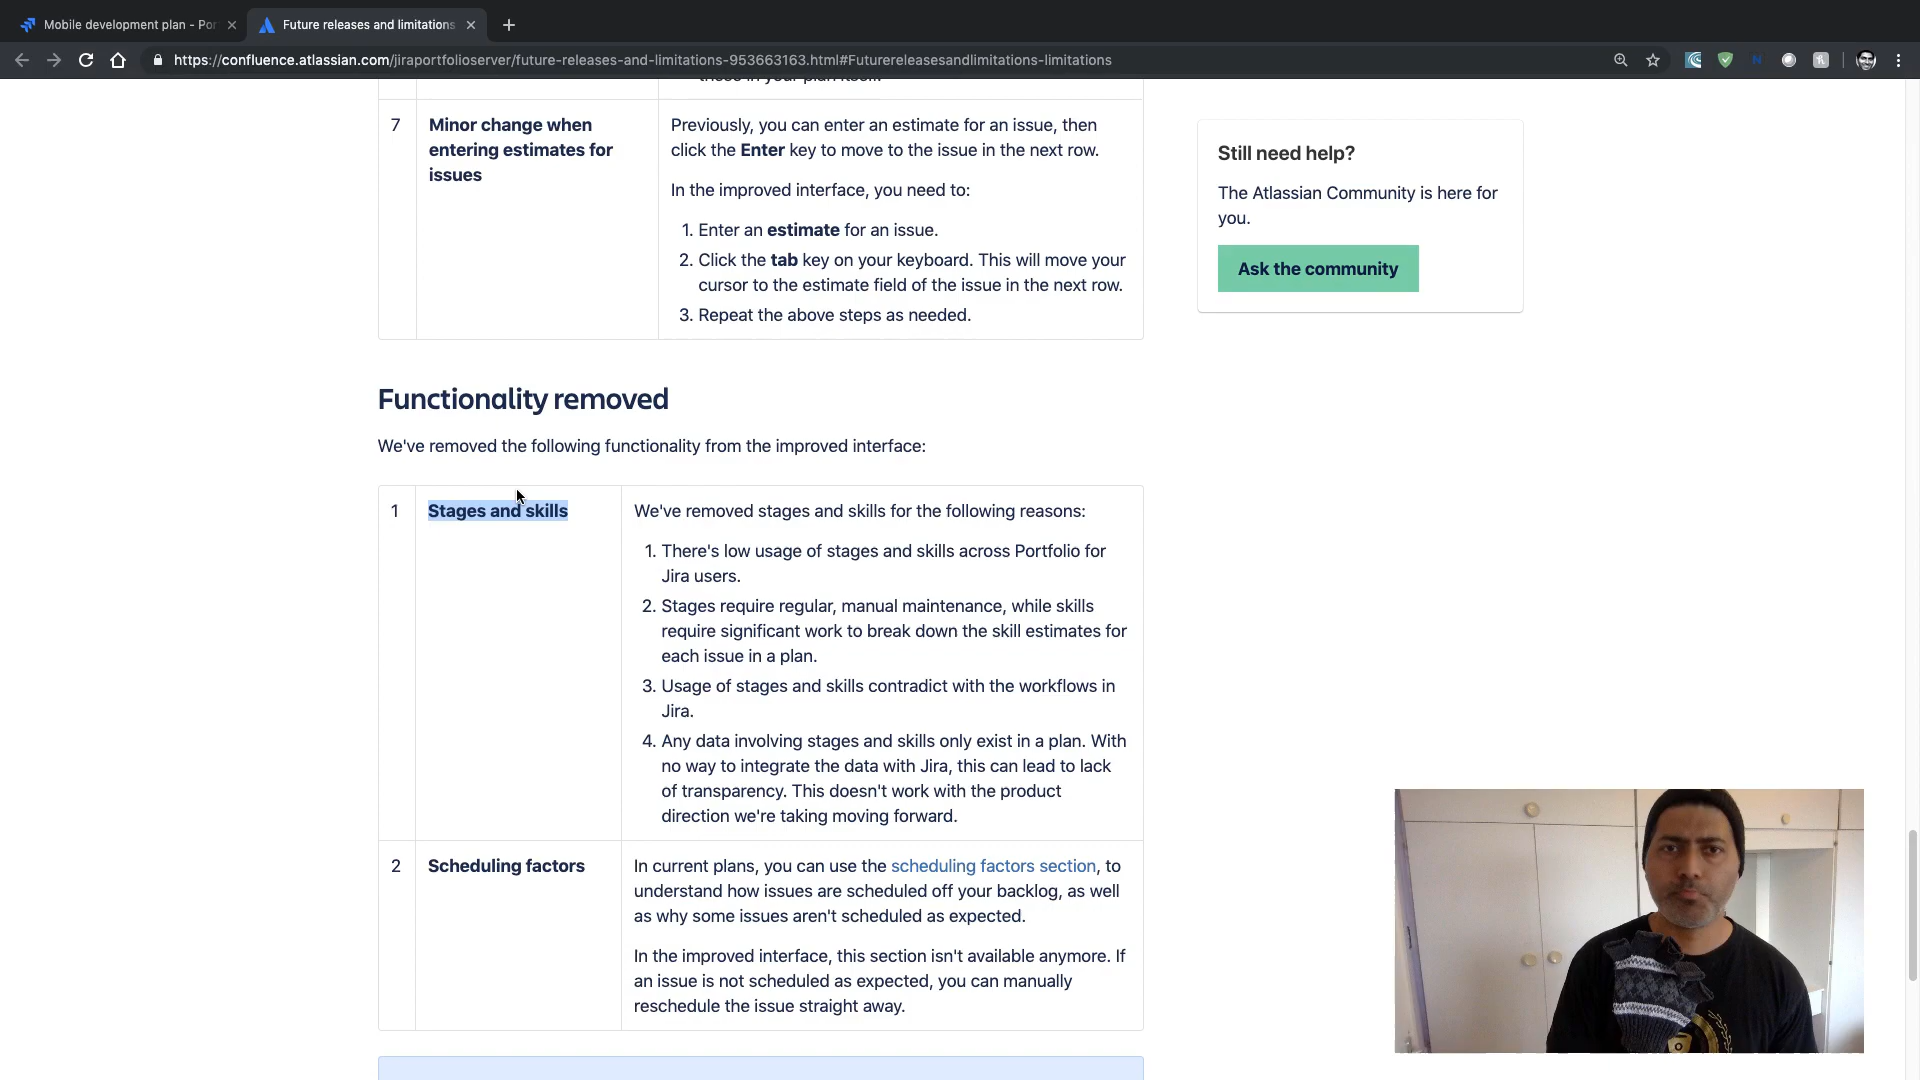 Mobile development plan - Por
Future releases and limitations
https://confluence.atlassian.com/jiraportfolioserver/future-releases-and-limitations-953663163.html#Futurereleasesandlimitations-limitations
those in your plan itself.
7
Minor change when
entering estimates for
issues
Previously, you can enter an estimate for an issue, then
click the Enter key to move to the issue in the next row.
In the improved interface, you need to:
1. Enter an estimate for an issue.
2. Click the tab key on your keyboard. This will move your
cursor to the estimate field of the issue in the next row.
3. Repeat the above steps as needed.
Still need help?
The Atlassian Community is here for
you.
Ask the community
Functionality removed
We've removed the following functionality from the improved interface:
1
Stages and skills
We've removed stages and skills for the following reasons:
1. There's low usage of stages and skills across Portfolio for
Jira users.
2. Stages require regular, manual maintenance, while skills
require significant work to break down the skill estimates for
each issue in a plan.
3. Usage of stages and skills contradict with the workflows in
Jira.
4. Any data involving stages and skills only exist in a plan. With
no way to integrate the data with Jira, this can lead to lack
of transparency. This doesn't work with the product
direction we're taking moving forward.
2
Scheduling factors
In current plans, you can use the scheduling factors section, to
understand how issues are scheduled off your backlog, as well
as why some issues aren't scheduled as expected.
In the improved interface, this section isn't available anymore. If
an issue is not scheduled as expected, you can manually
reschedule the issue straight away.